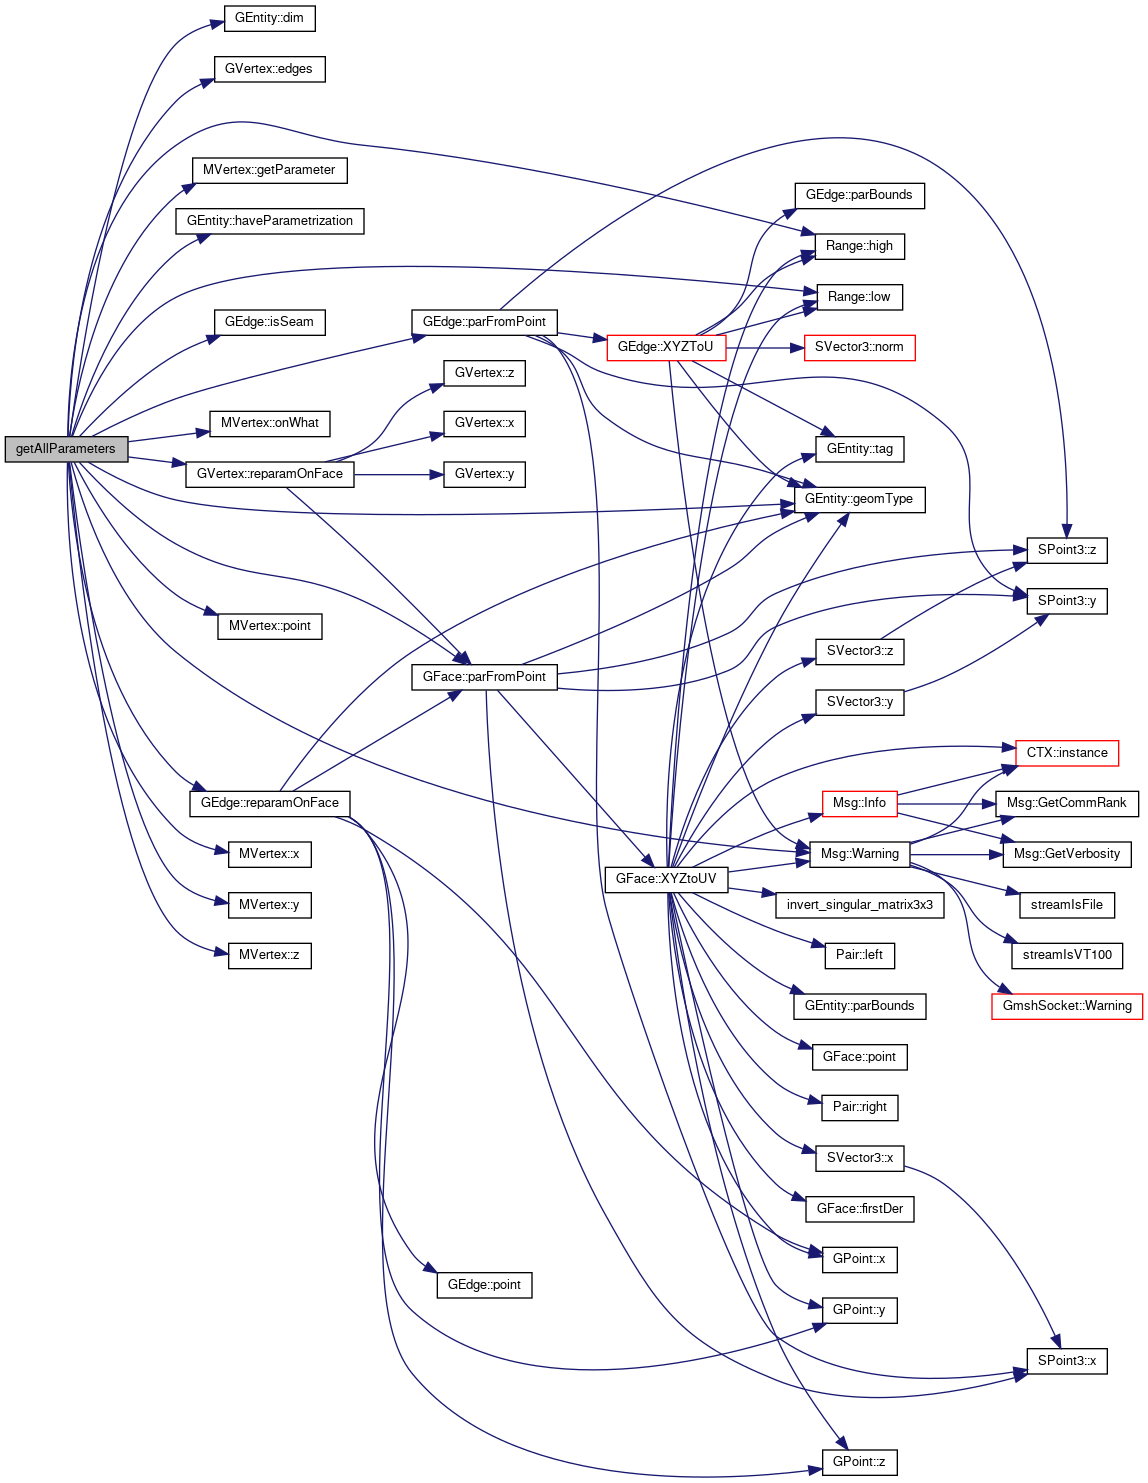 GEntity::dim
GVertex::edges
MVertex::getParameter
GEntity::haveParametrization
GEdge::isSeam
MVertex::onWhat
getAllParameters
GVertex::reparamOnFace
MVertex::point
GEdge::reparamOnFace
MVertex::x
MVertex::y
MVertex::z
GEdge::parFromPoint
GVertex::z
GVertex::x
GVertex::y
GFace::parFromPoint
GEdge::point
GEdge::XYZToU
GFace::XYZtoUV
GEdge::parBounds
Range::high
Range::low
SVector3::norm
GEntity::tag
GEntity::geomType
SVector3::z
SVector3::y
Msg::Info
Msg::Warning
invert_singular_matrix3x3
Pair::left
GEntity::parBounds
GFace::point
Pair::right
SVector3::x
GFace::firstDer
GPoint::x
GPoint::y
GPoint::z
SPoint3::z
SPoint3::y
CTX::instance
Msg::GetCommRank
Msg::GetVerbosity
streamIsFile
streamIsVT100
GmshSocket::Warning
SPoint3::x